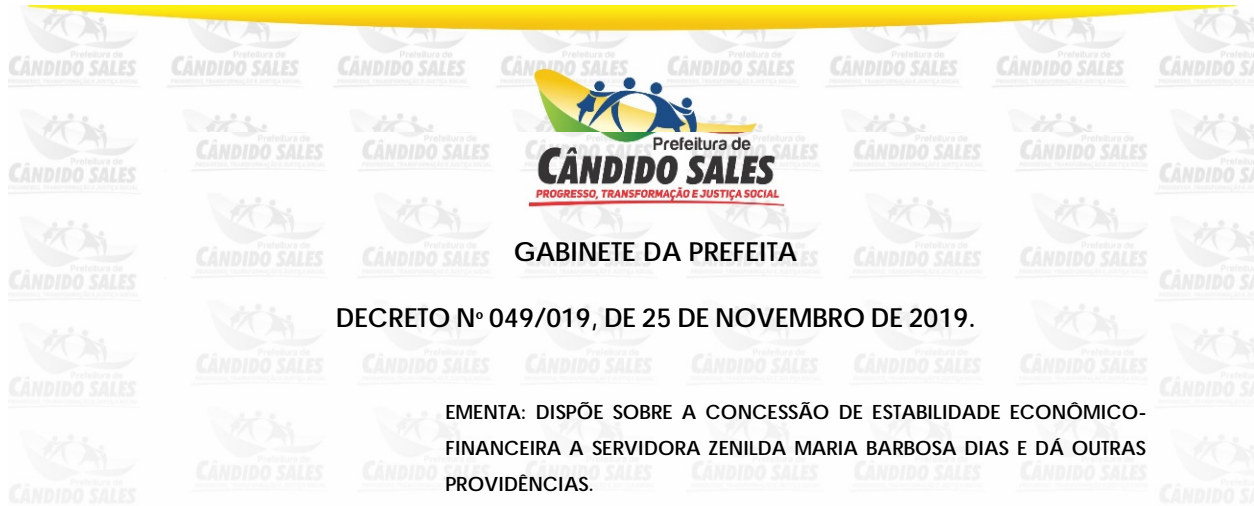 Prefeitura de
CÂNDIDO SALES
PROGRESSO, TRANSFORMAÇÃO E JUSTIÇA SOCIAL
GABINETE DA PREFEITA
DECRETO Nº 049/019, DE 25 DE NOVEMBRO DE 2019.
EMENTA: DISPÕE SOBRE A CONCESSÃO DE ESTABILIDADE ECONÔMICO-
FINANCEIRA A SERVIDORA ZENILDA MARIA BARBOSA DIAS E DÁ OUTRAS
PROVIDÊNCIAS.